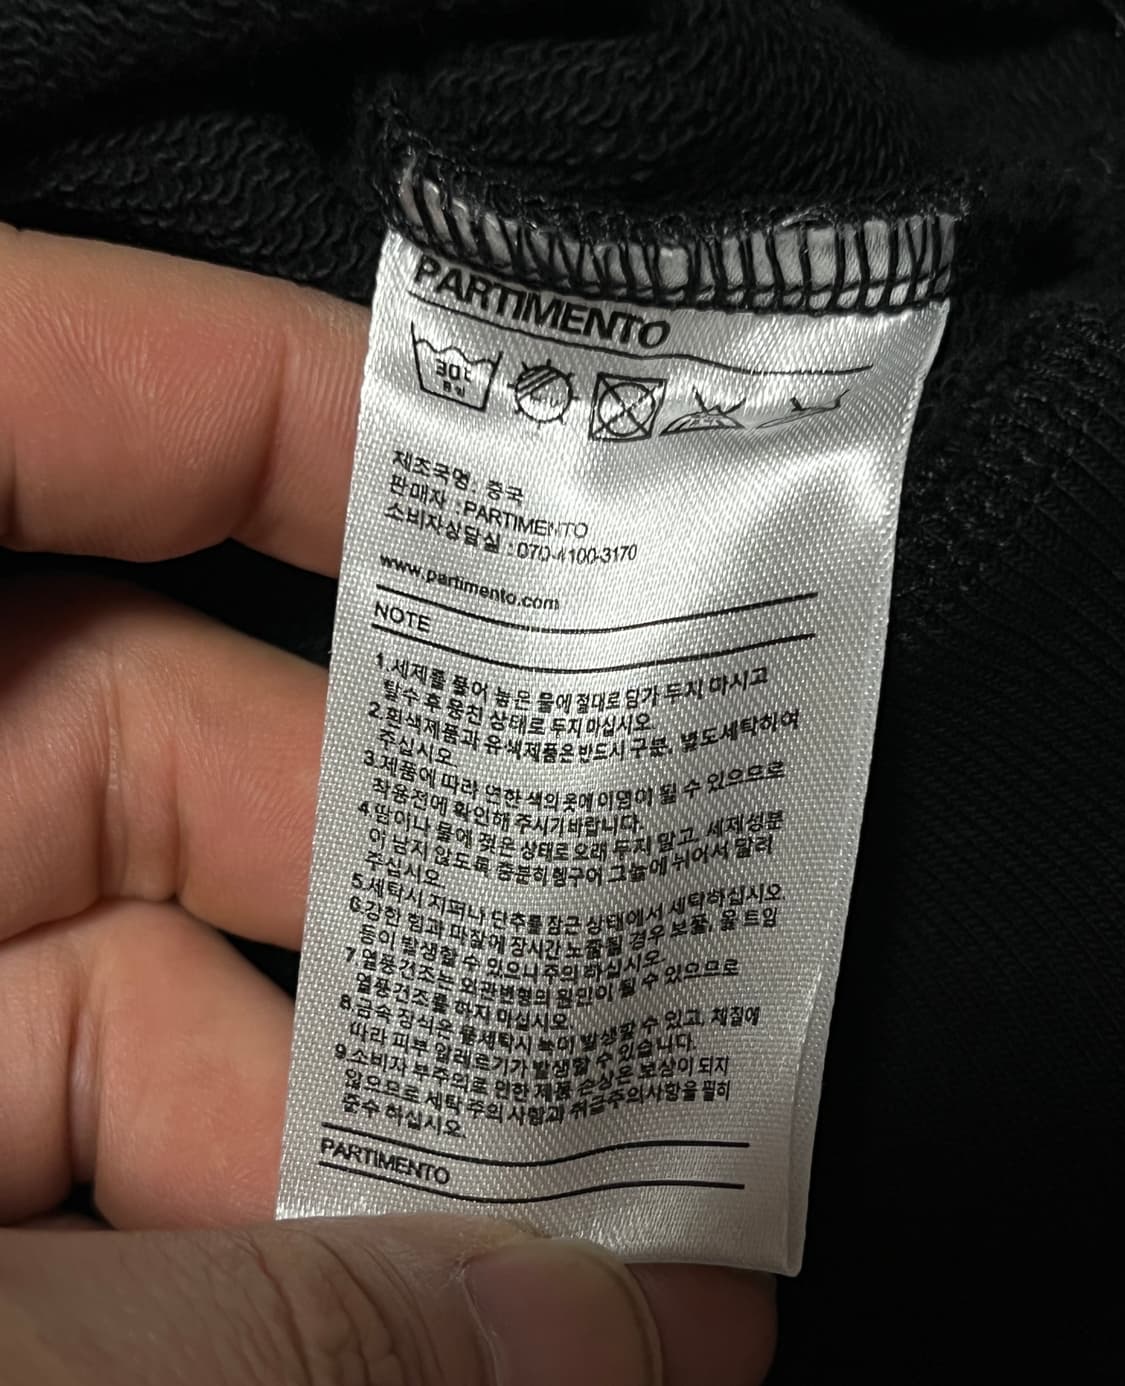 PARTIMENTO
30℃
중성
제조국명. 중국
판매자 : PARTIMENTO
소비자상담실 : 070-4100-3170
www.partimento.com
NOTE
1.세제를 풀어 놓은 물에 절대로 담가 두지 마시고
탈수 후 뭉친 상태로 두지 마십시오.
2.흰색제품과 유색제품은 반드시 구분, 별도세탁하여
주십시오.
3.제품에 따라 연한 색의 옷에 이염이 될 수 있으므로
착용전에 확인해 주시기바랍니다.
4.땀이나 물에 젖은 상태로 오래 두지 말고, 세제성분
이 남지 않도록 충분히 헹구어 그늘에 뉘어서 말려
주십시오.
5.세탁시 지퍼나 단추를 잠근 상태에서 세탁하십시오.
6.강한 힘과 마찰에 장시간 노출될 경우 보풀, 올 트임
등이 발생할 수 있으니 주의 하십시오.
7.열풍건조는 외관변형의 원인이 될 수 있으므로
열풍건조를 하지 마십시오.
8.금속 장식은 물세탁시 녹이 발생할 수 있고, 체질에
따라 피부 알레르기가 발생할 수 있습니다.
9.소비자 부주의로 인한 제품 손상은 보상이 되지
않으므로 세탁 주의 사항과 취급주의사항을 필히
준수 하십시오.
PARTIMENTO